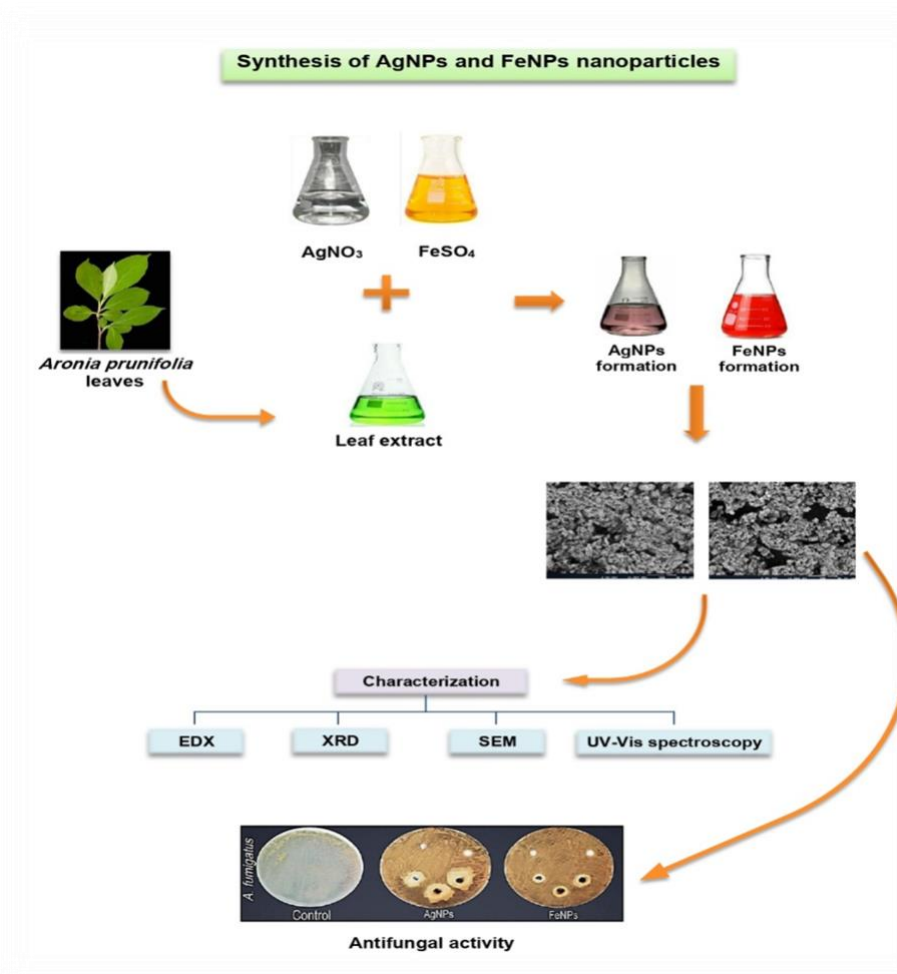 Synthesis of AgNPs and FeNPs nanoparticles
AgNO₃
FeSO₄
Aronia prunifolia
leaves
Leaf extract
AgNPs
formation
FeNPs
formation
Characterization
EDX
XRD
SEM
UV-Vis spectroscopy
A. fumigatus
Control
AgNPs
FeNPs
Antifungal activity